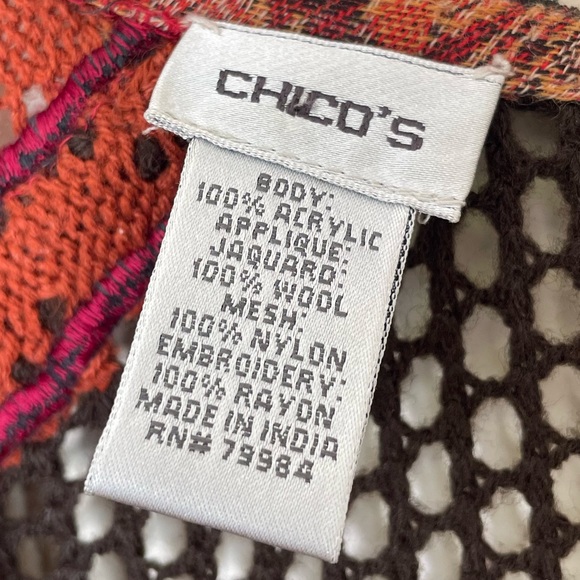 CHICO'S
BODY:
100% ACRYLIC
APPLIQUE:
JAQUARD:
100% WOOL
MESH:
100% NYLON
EMBROIDERY:
100% RAYON
MADE IN INDIA
RN# 79984